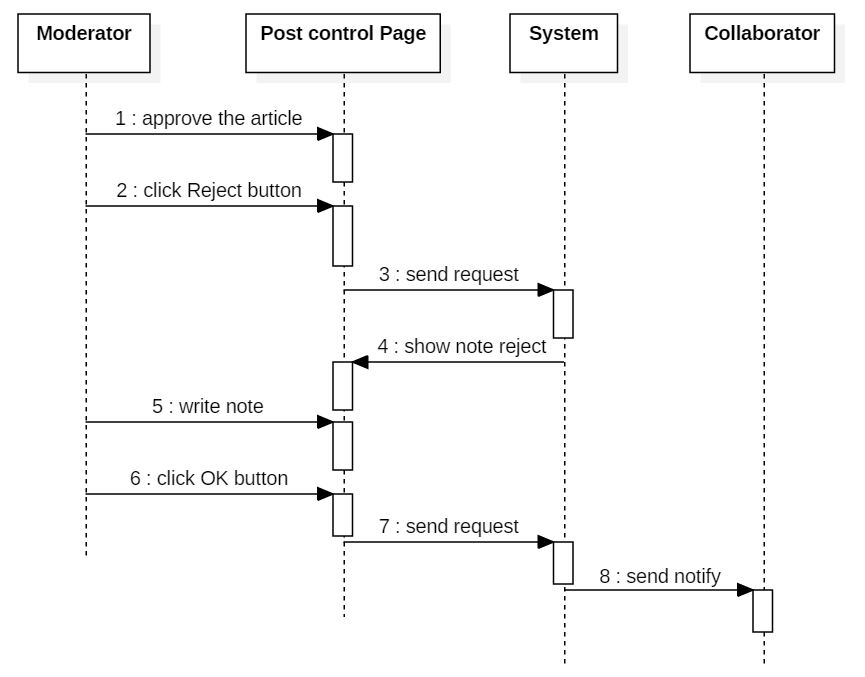 Moderator
Post control Page
System
Collaborator
1 : approve the article
2 : click Reject button
3 : send request
4 : show note reject
5 : write note
6 : click OK button
7 : send request
8 : send notify